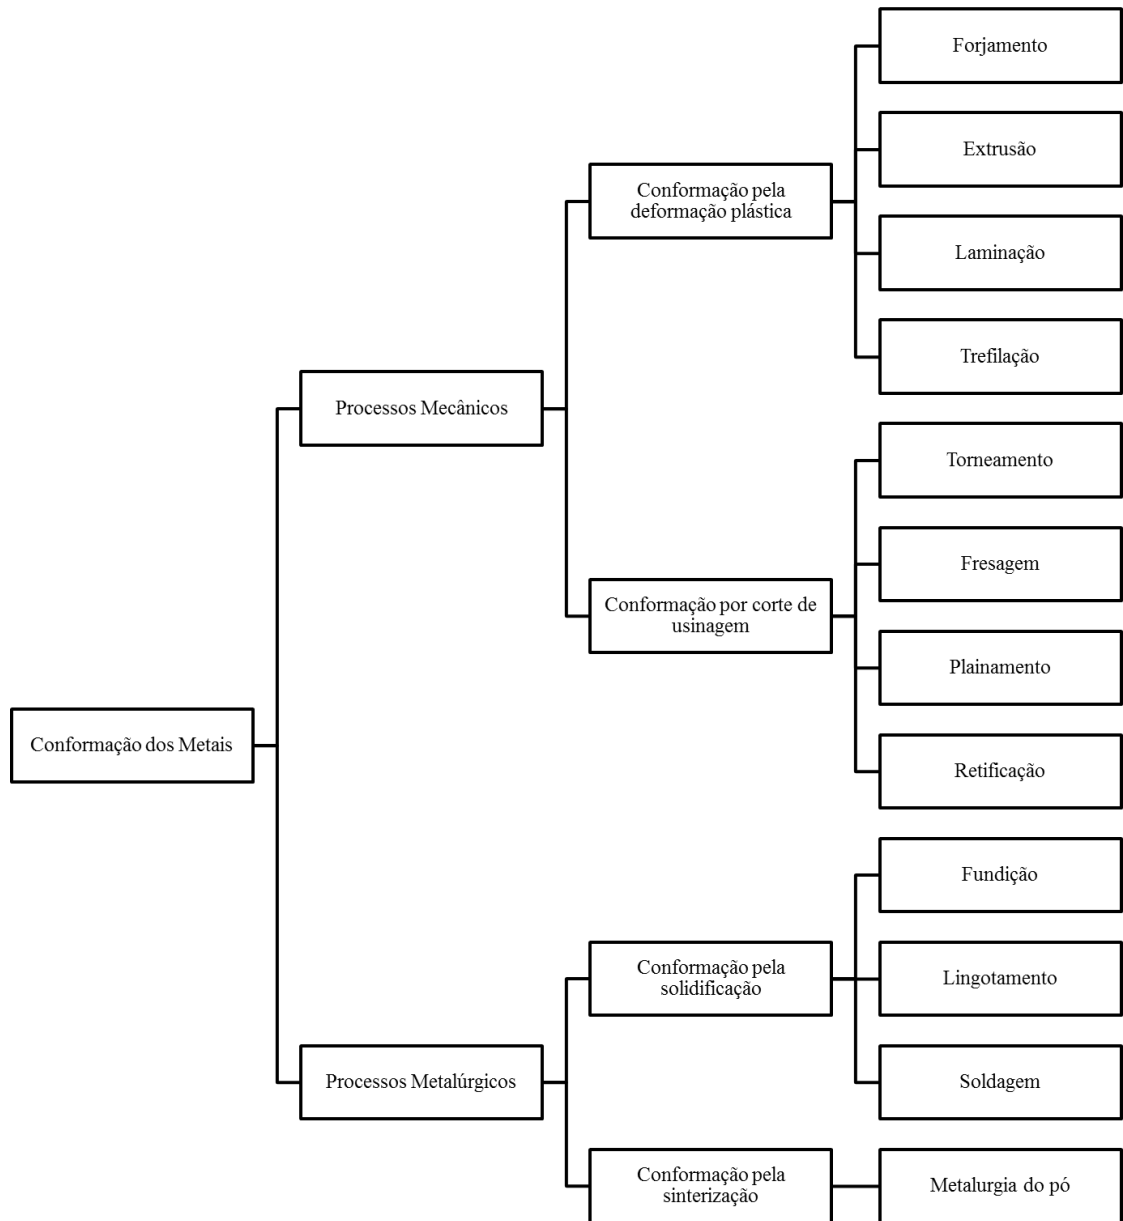 Forjamento
Extrusão
Conformação pela
deformação plástica
Laminação
Trefilação
Processos Mecânicos
Torneamento
Fresagem
Conformação por corte de
usinagem
Plainamento
Conformação dos Metais
Retificação
Fundição
Conformação pela
solidificação
Lingotamento
Processos Metalúrgicos
Soldagem
Conformação pela
sinterização
Metalurgia do pó